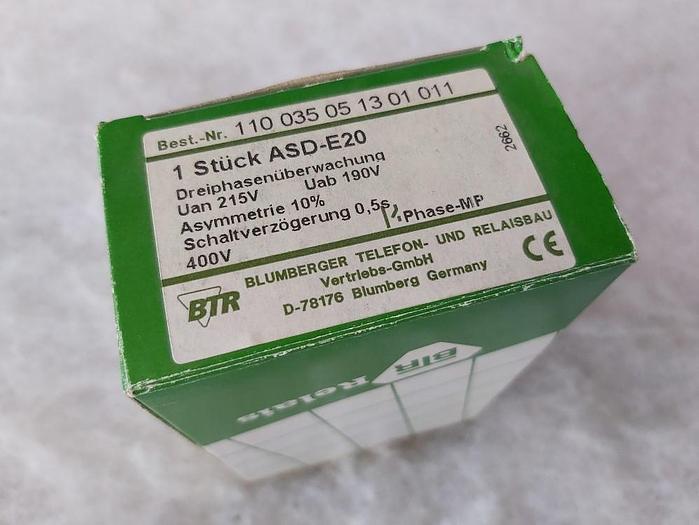 Best.-Nr. 110 035 05 13 01 011
1 Stück ASD-E20
Dreiphasenüberwachung
Uan 215V Uab 190V
Asymmetrie 10%
Schaltverzögerung 0,5s
Phase-MP
400V
2662
BTR
BLUMBERGER TELEFON- UND RELAISBAU
Vertriebs-GmbH
D-78176 Blumberg Germany
CE
BTR
Relais